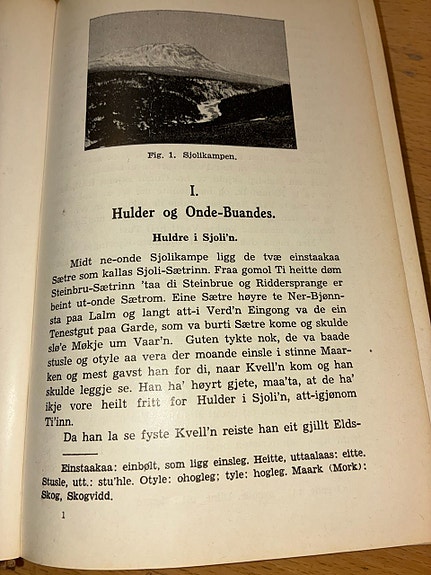 Fig. 1. Sjolikampen.
I.
Hulder og Onde-Buandes.
Huldre i Sjoli'n.
Midt ne-onde Sjolikampe ligg de tvæ einstaakaa
Sætre som kallas Sjoli-Sætrinn. Fraa gomol Ti heitte døm
Steinbru-Sætrinn 'taa di Steinbrue og Riddersprange er
beint ut-onde Sætrom. Eine Sætre høyre te Ner-Bjønn-
sta paa Lalm og langt att-i Verd'n Eingong va de ein
Tenestgut paa Garde, som va burti Sætre kome og skulde
slø'e Møkje um Vaar'n. Guten tykte nok, de va baade
stusle og otyle aa vera der moande einsle i stinne Maar-
ken og mest gavst han for di, naar Kvell'n kom og han
skulde leggje se. Han ha' høyrt gjete, maa'ta, at de ha'
ikje vore heilt fritt for Hulder i Sjoli'n, att-igjønom
Ti'inn.
Da han la se fyste Kvell'n reiste han eit gjillt Elds-
Einstaakaa: einbølt, som ligg einsleg. Heitte, uttaalaas: eitte.
Stusle, utt.: stu'hle. Otyle: ohogleg; tyle: hogleg. Maark (Mork):
Skog, Skogvidd.
1